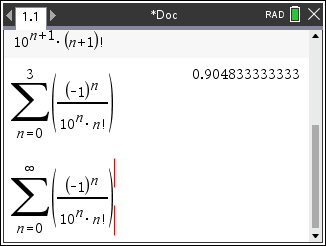 1.1 *Doc RAD
10^(n+1)·(n+1)!
∑_{n=0}^{3} ((-1)^n / (10^n·n!)) 0.904833333333
∑_{n=0}^{∞} ((-1)^n / (10^n·n!))